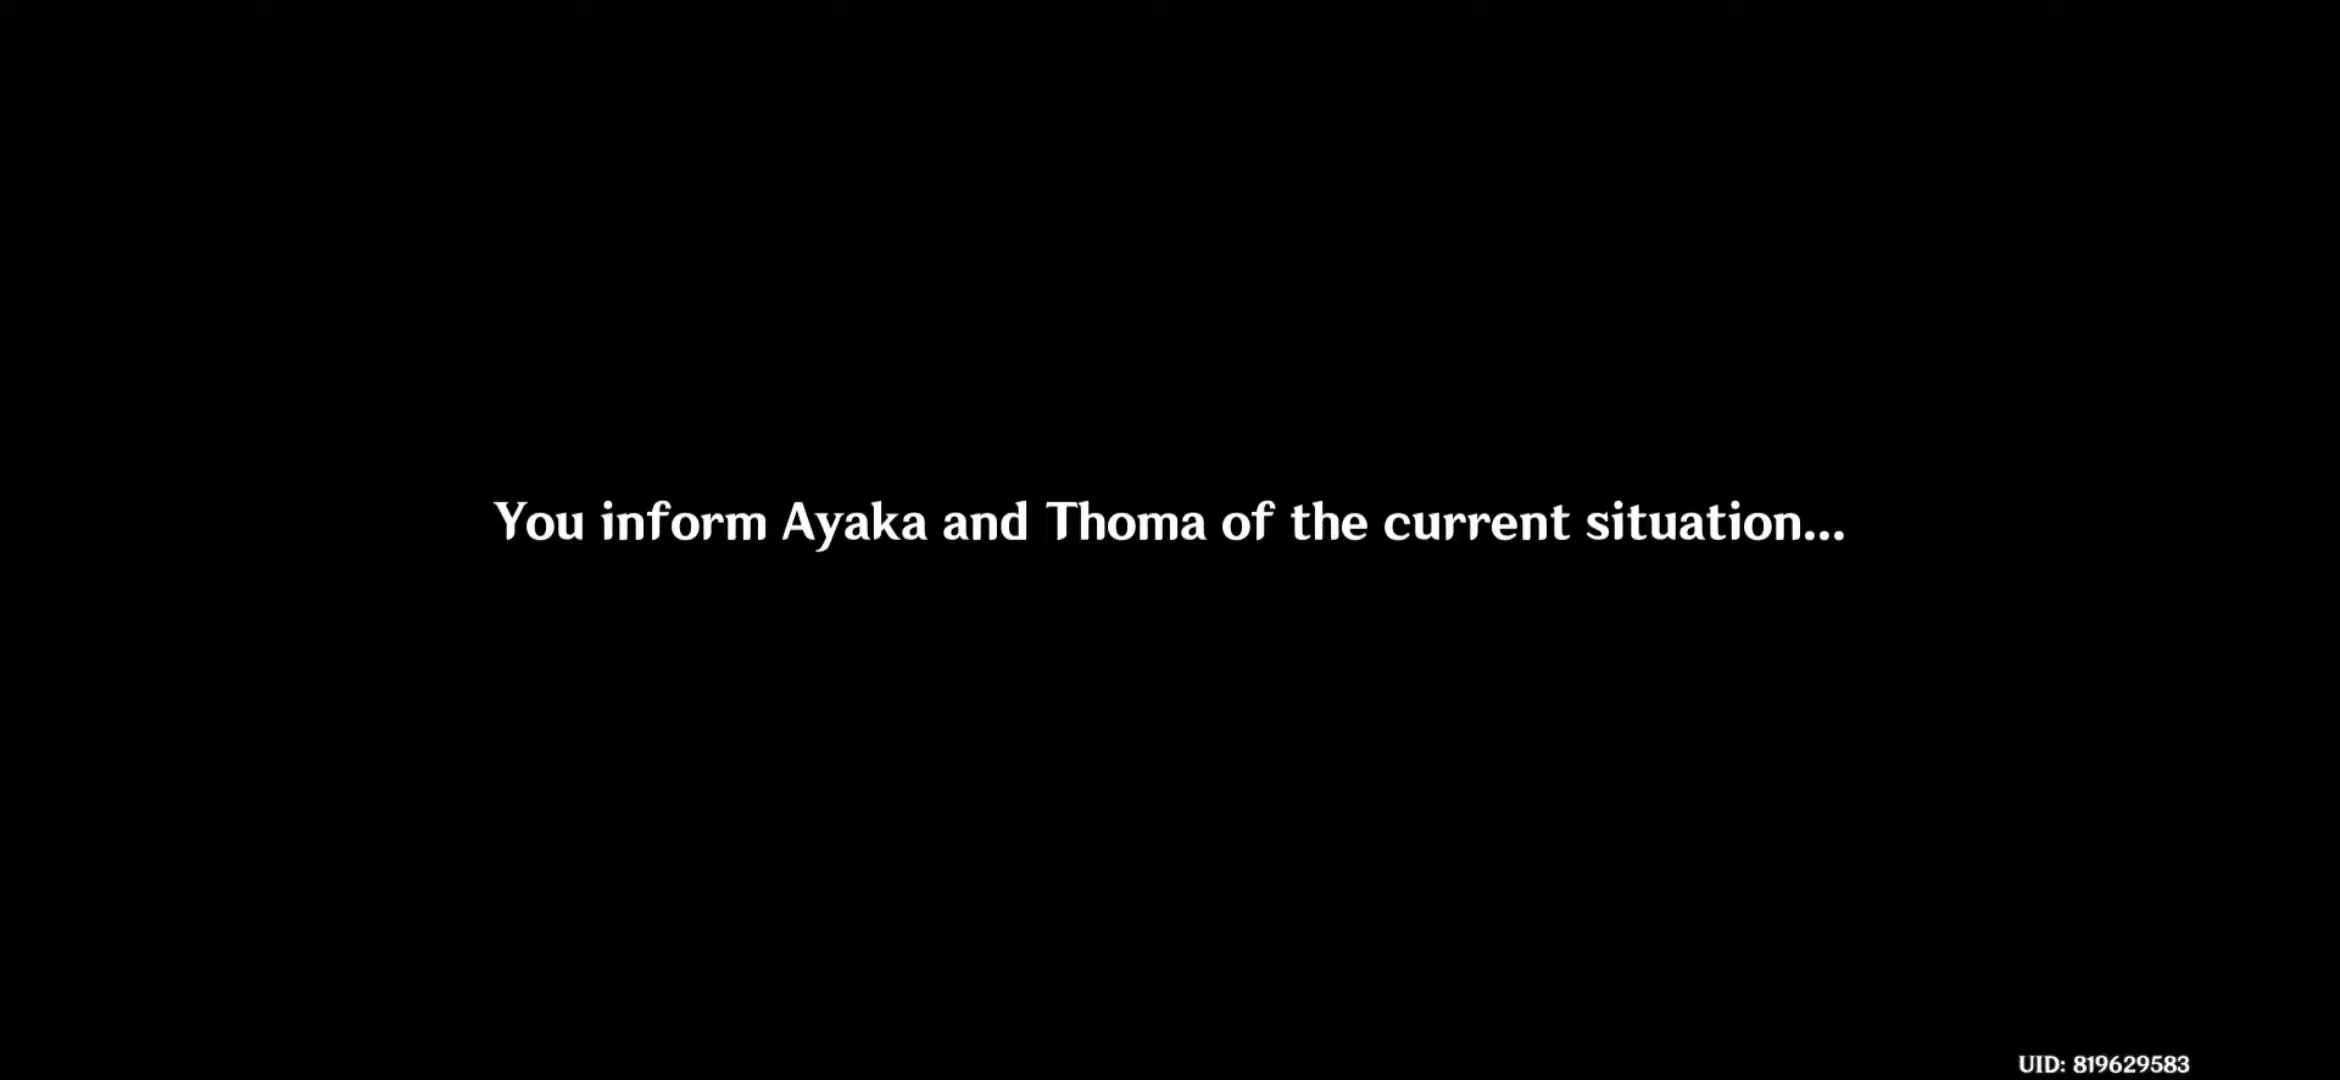 You inform Ayaka and Thoma of the current situation...
UID: 819629583